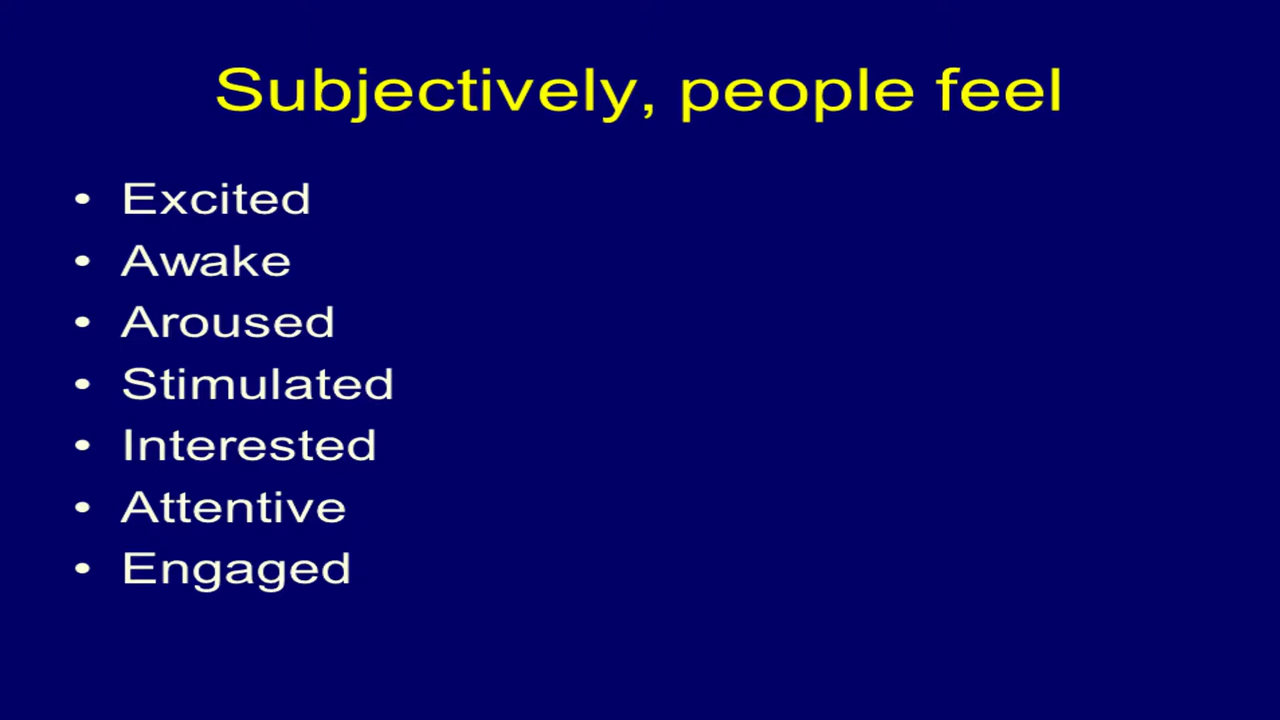 Subjectively, people feel
• Excited
• Awake
• Aroused
• Stimulated
• Interested
• Attentive
• Engaged